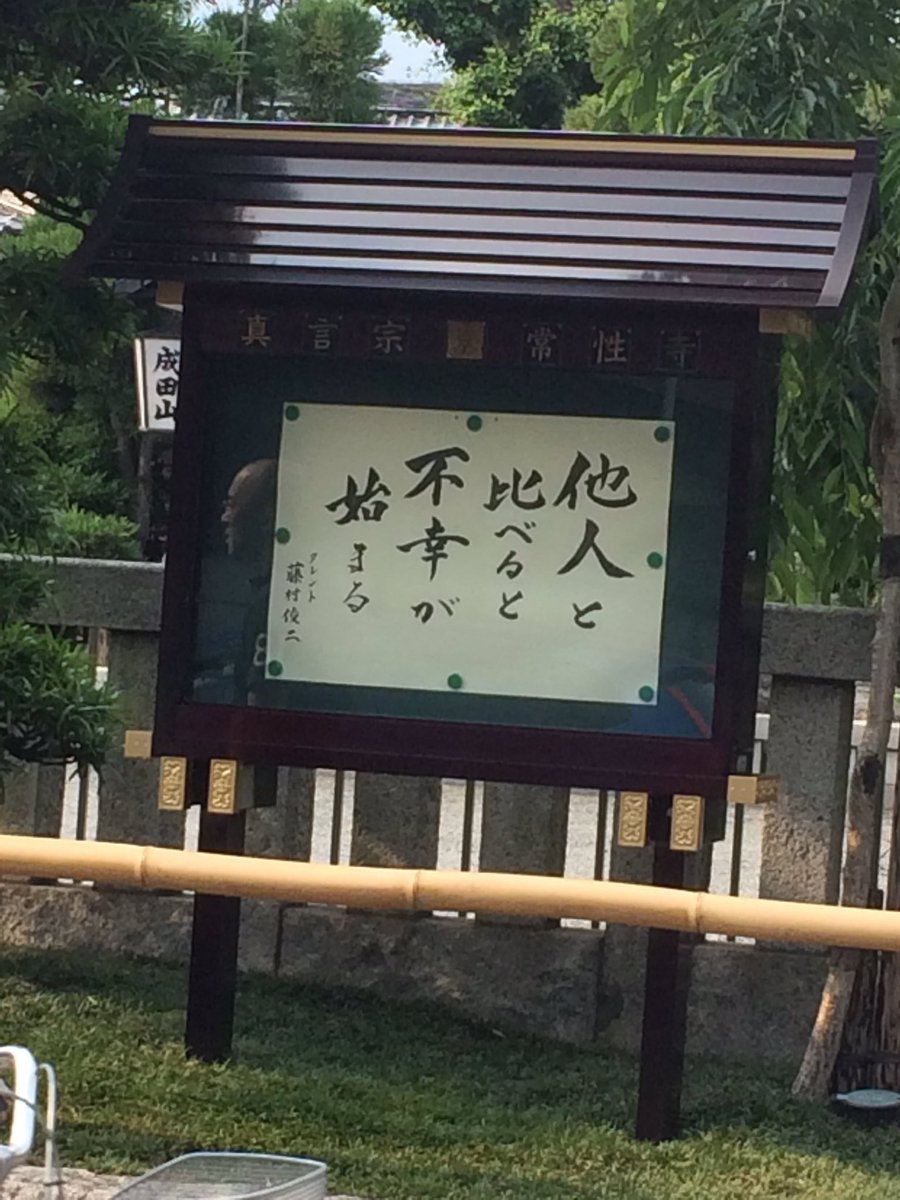 真言宗 常性寺
成田山
他人と
比べると
不幸が
始まる
タレント
藤村俊二